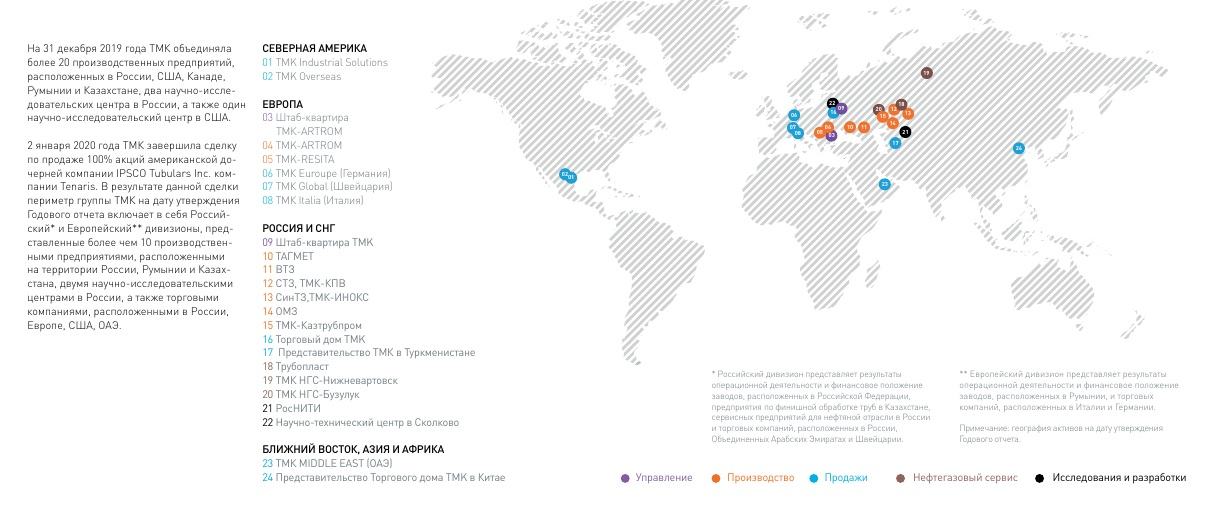 На 31 декабря 2019 года ТМК объединяла
более 20 производственных предприятий,
расположенных в России, США, Канаде,
Румынии и Казахстане, два научно-иссле-
довательских центра в России, а также один
научно-исследовательский центр в США.
2 января 2020 года ТМК завершила сделку
по продаже 100% акций американской до-
черней компании IPSCO Tubulars Inc. ком-
пании Tenaris. В результате данной сделки
периметр группы ТМК на дату утверждения
Годового отчета включает в себя Россий-
ский* и Европейский** дивизионы, пред-
ставленные более чем 10 производствен-
ными предприятиями, расположенными
на территории России, Румынии и Казах-
стана, двумя научно-исследовательскими
центрами в России, а также торговыми
компаниями, расположенными в России,
Европе, США, ОАЭ.
СЕВЕРНАЯ АМЕРИКА
01 TMK Industrial Solutions
02 TMK Overseas
ЕВРОПА
03 Штаб-квартира
TMK-ARTROM
04 TMK-ARTROM
05 TMK-RESITA
06 TMK Euroupe (Германия)
07 TMK Global (Швейцария)
08 TMK Italia (Италия)
РОССИЯ И СНГ
09 Штаб-квартира ТМК
10 ТАГМЕТ
11 ВТЗ
12 СТЗ, ТМК-КПВ
13 СинТЗ,ТМК-ИНОКС
14 ОМЗ
15 ТМК-Казтрубпром
16 Торговый дом ТМК
17 Представительство ТМК в Туркменистане
18 Трубопласт
19 ТМК НГС-Нижневартовск
20 ТМК НГС-Бузулук
21 РосНИТИ
22 Научно-технический центр в Сколково
БЛИЖНИЙ ВОСТОК, АЗИЯ И АФРИКА
23 TMK MIDDLE EAST (ОАЭ)
24 Представительство Торгового дома ТМК в Китае
19
22
09
16
20
18
06
07
08
05
03
10
11
14
21
17
23
24
02
01
* Российский дивизион представляет результаты
операционной деятельности и финансовое положение
заводов, расположенных в Российской Федерации,
предприятия по финишной обработке труб в Казахстане,
сервисных предприятий для нефтяной отрасли в России
и торговых компаний, расположенных в России,
Объединенных Арабских Эмиратах и Швейцарии.
** Европейский дивизион представляет результаты
операционной деятельности и финансовое положение
заводов, расположенных в Румынии, и торговых
компаний, расположенных в Италии и Германии.
Примечание: география активов на дату утверждения
Годового отчета.
Управление
Производство
Продажи
Нефтегазовый сервис
Исследования и разработки